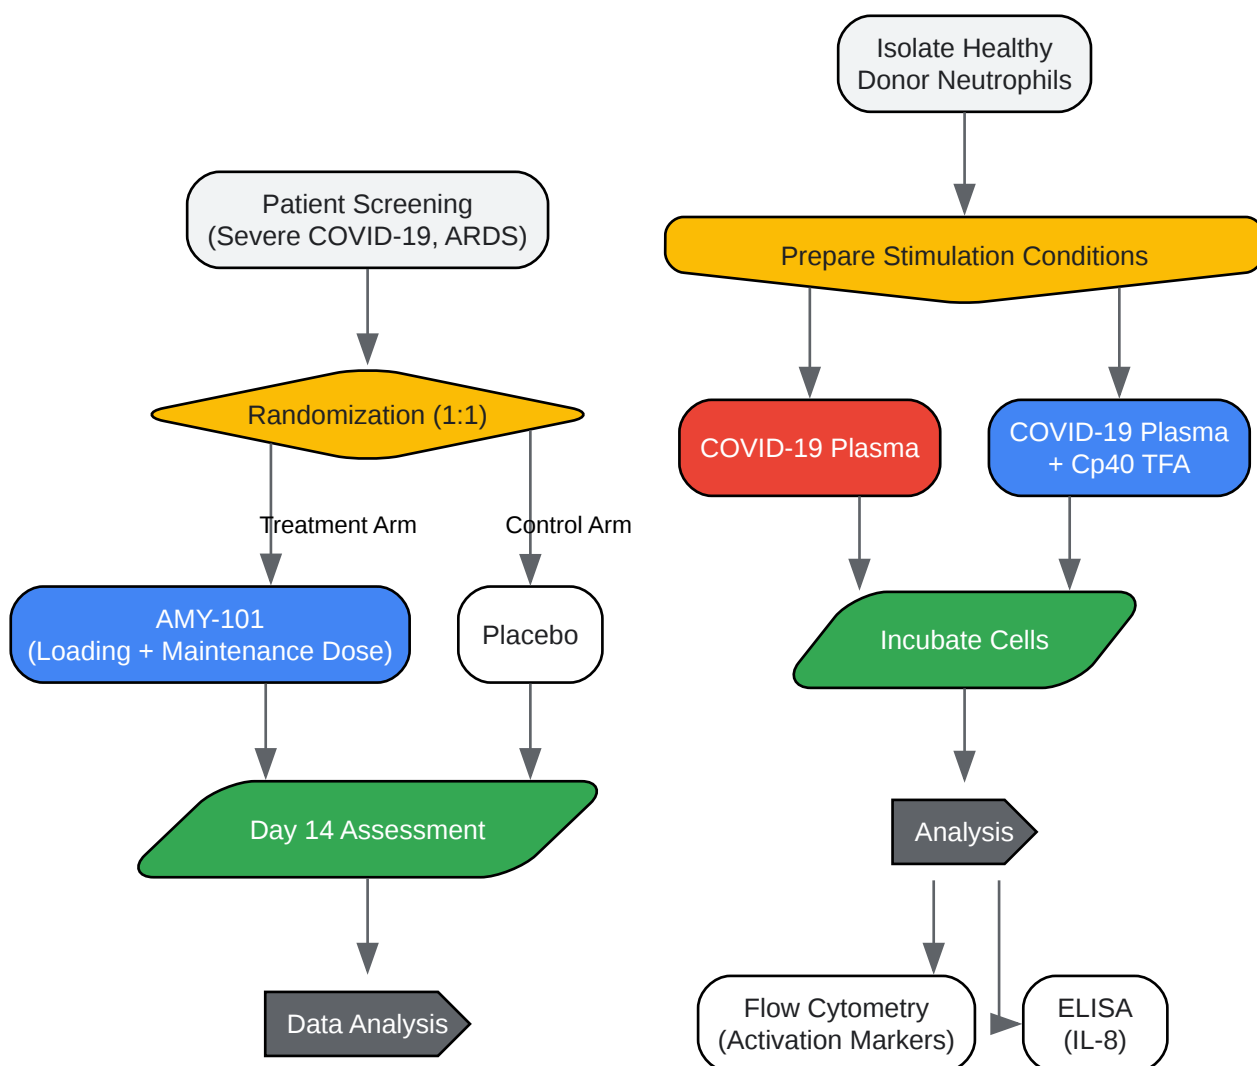 Patient Screening
(Severe COVID-19, ARDS)
Randomization (1:1)
Treatment Arm
Control Arm
AMY-101
(Loading + Maintenance Dose)
Placebo
Day 14 Assessment
Data Analysis
Isolate Healthy
Donor Neutrophils
Prepare Stimulation Conditions
COVID-19 Plasma
COVID-19 Plasma
+ Cp40 TFA
Incubate Cells
Analysis
Flow Cytometry
(Activation Markers)
ELISA
(IL-8)